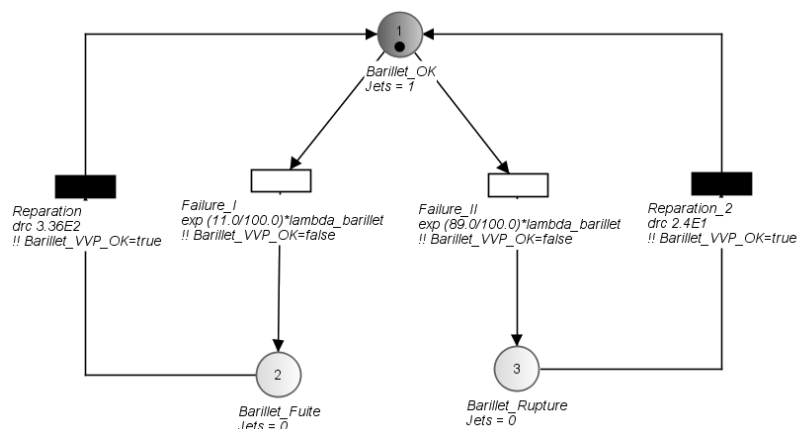 1
Barillet_OK
Jets = 1
Failure_I
exp (11.0/100.0)*lambda_barillet
!! Barillet_VVP_OK=false
Failure_II
exp (89.0/100.0)*lambda_barillet
!! Barillet_VVP_OK=false
Reparation
drc 3.36E2
!! Barillet_VVP_OK=true
Reparation_2
drc 2.4E1
!! Barillet_VVP_OK=true
2
Barillet_Fuite
Jets = 0
3
Barillet_Rupture
Jets = 0